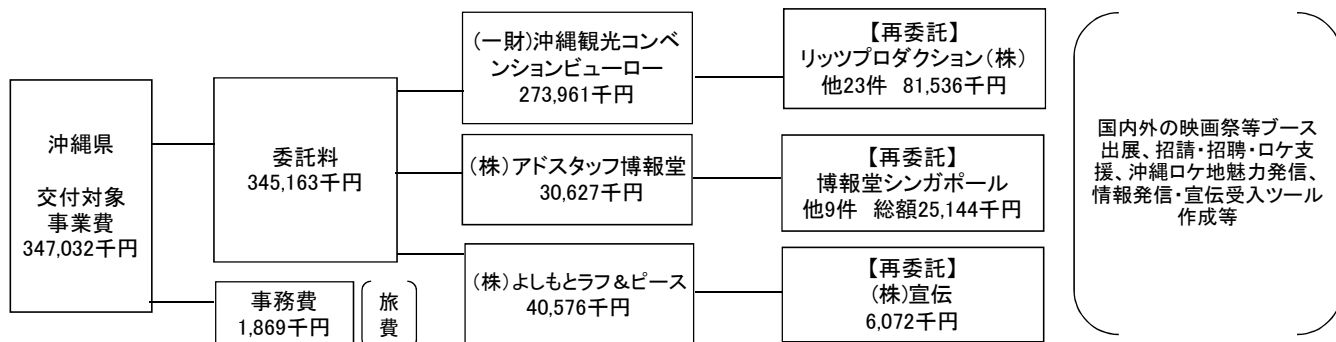 沖縄県
交付対象
事業費
347,032千円
委託料
345,163千円
事務費
1,869千円
旅
費
(一財)沖縄観光コンベ
ンションビューロー
273,961千円
(株)アドスタッフ博報堂
30,627千円
(株)よしもとラフ&ピース
40,576千円
【再委託】
リッツプロダクション(株)
他23件 81,536千円
【再委託】
博報堂シンガポール
他9件 総額25,144千円
【再委託】
(株)宣伝
6,072千円
国内外の映画祭等ブース
出展、招請・招聘・ロケ支
援、沖縄ロケ地魅力発信、
情報発信・宣伝受入ツール
作成等